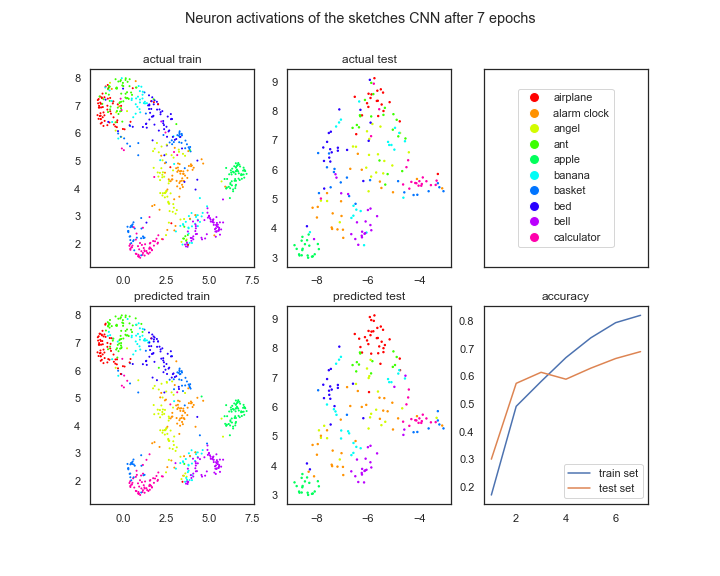 Neuron activations of the sketches CNN after 7 epochs
actual train
8
7
6
5
4
3
2
0.0 2.5 5.0 7.5
actual test
9
8
7
6
5
4
3
−8 −6 −4
airplane
alarm clock
angel
ant
apple
banana
basket
bed
bell
calculator
predicted train
8
7
6
5
4
3
2
0.0 2.5 5.0 7.5
predicted test
9
8
7
6
5
4
3
−8 −6 −4
accuracy
0.8
0.7
0.6
0.5
0.4
0.3
0.2
train set
test set
2 4 6